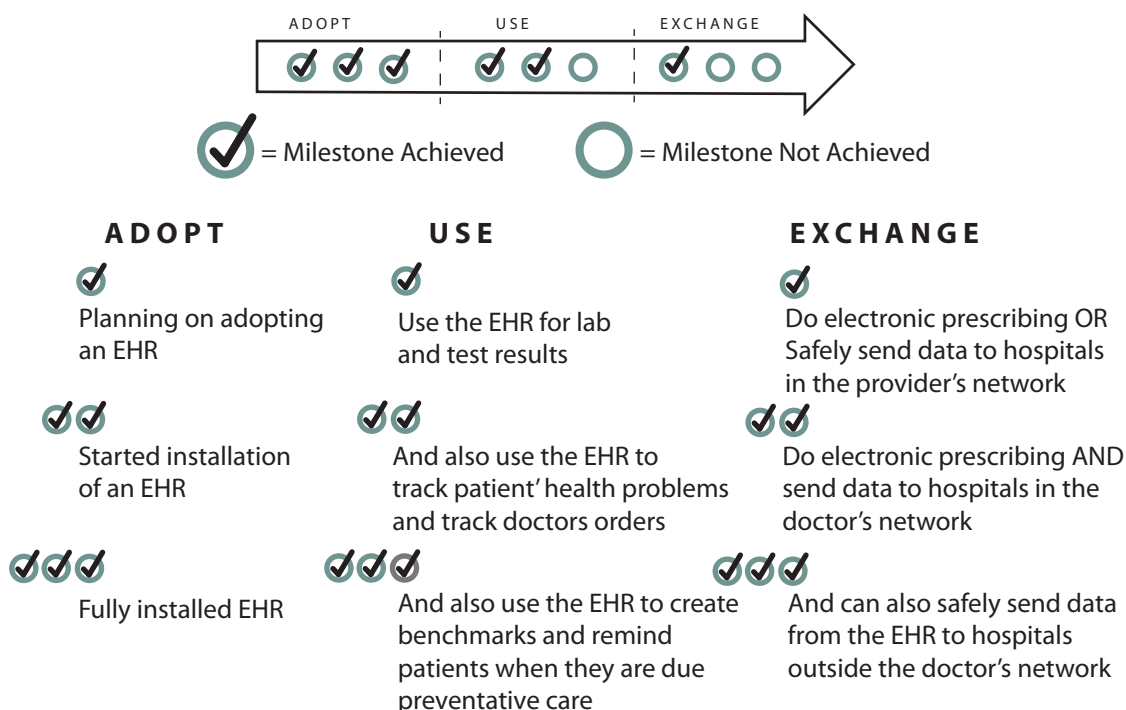 ADOPT
USE
EXCHANGE
= Milestone Achieved
= Milestone Not Achieved
ADOPT
Planning on adopting
an EHR
Started installation
of an EHR
Fully installed EHR
USE
Use the EHR for lab
and test results
And also use the EHR to
track patient' health problems
and track doctors orders
And also use the EHR to create
benchmarks and remind
patients when they are due
preventative care
EXCHANGE
Do electronic prescribing OR
Safely send data to hospitals
in the provider's network
Do electronic prescribing AND
send data to hospitals in the
doctor's network
And can also safely send data
from the EHR to hospitals
outside the doctor's network